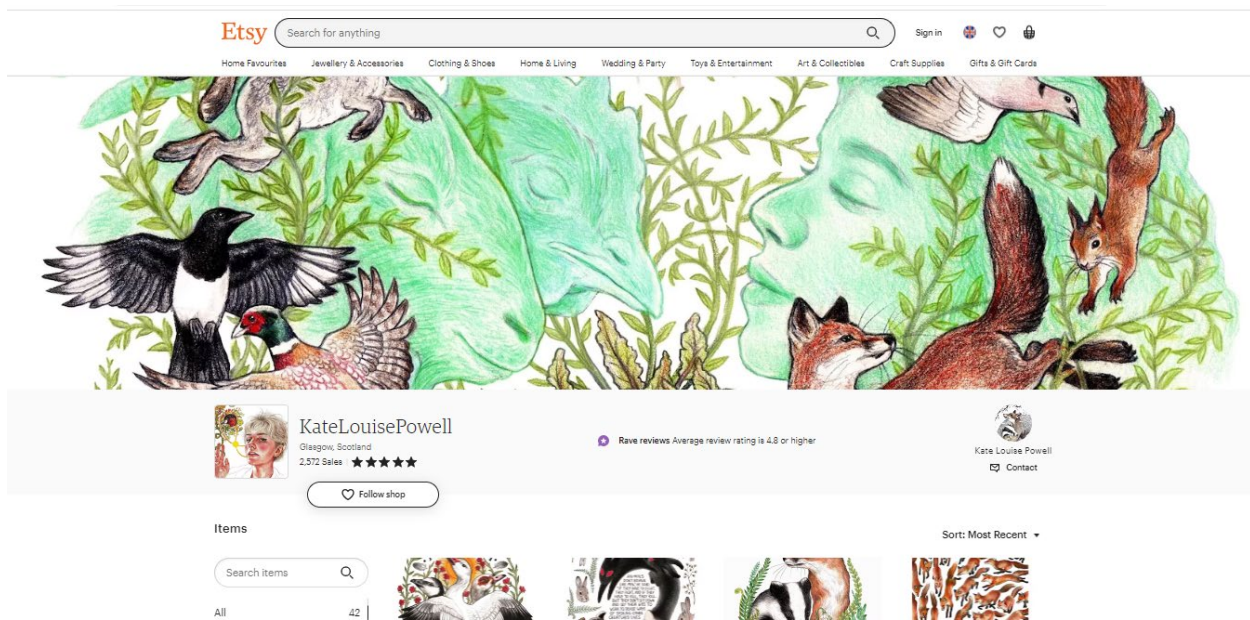 Etsy
Search for anything
Sign in
Home Favourites Jewellery & Accessories Clothing & Shoes Home & Living Wedding & Party Toys & Entertainment Art & Collectibles Craft Supplies Gifts & Gift Cards
KateLouisePowell
Glasgow, Scotland
2,572 Sales
Follow shop
Rave reviews Average review rating is 4.8 or higher
Kate Louise Powell
Contact
Items
Sort: Most Recent
Search items
All 42